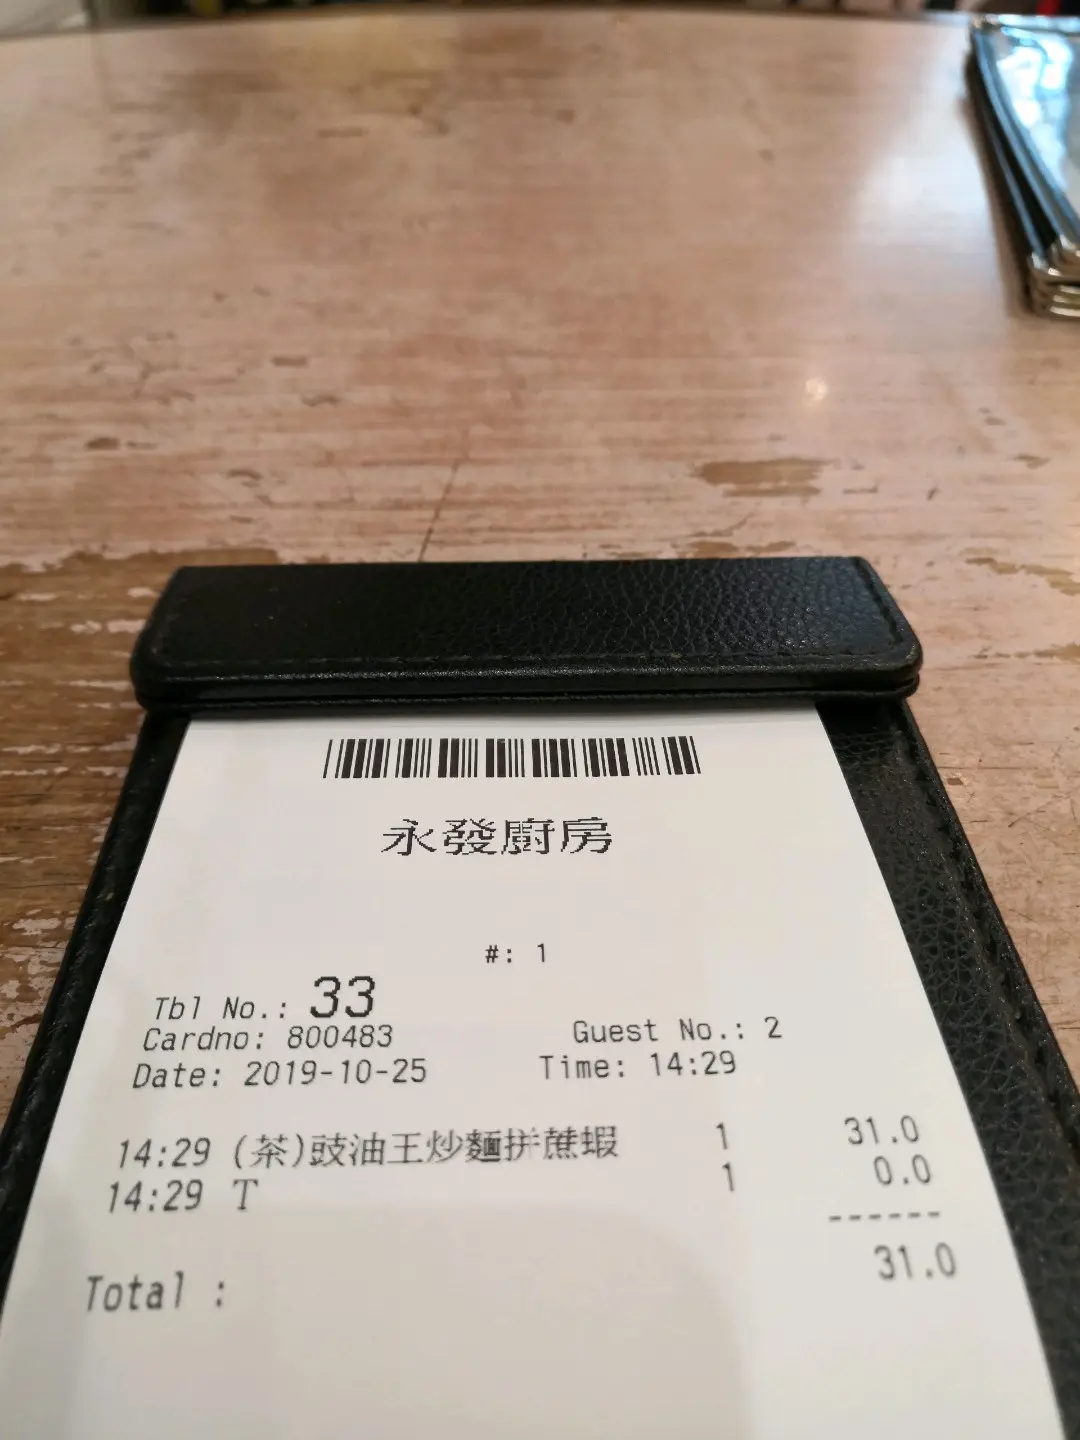 永發廚房
#: 1
Tbl No.: 33
Cardno: 800483 Guest No.: 2
Date: 2019-10-25 Time: 14:29
14:29 (茶)豉油王炒麵拼蔗蝦 1 31.0
14:29 T 1 0.0
------
Total : 31.0